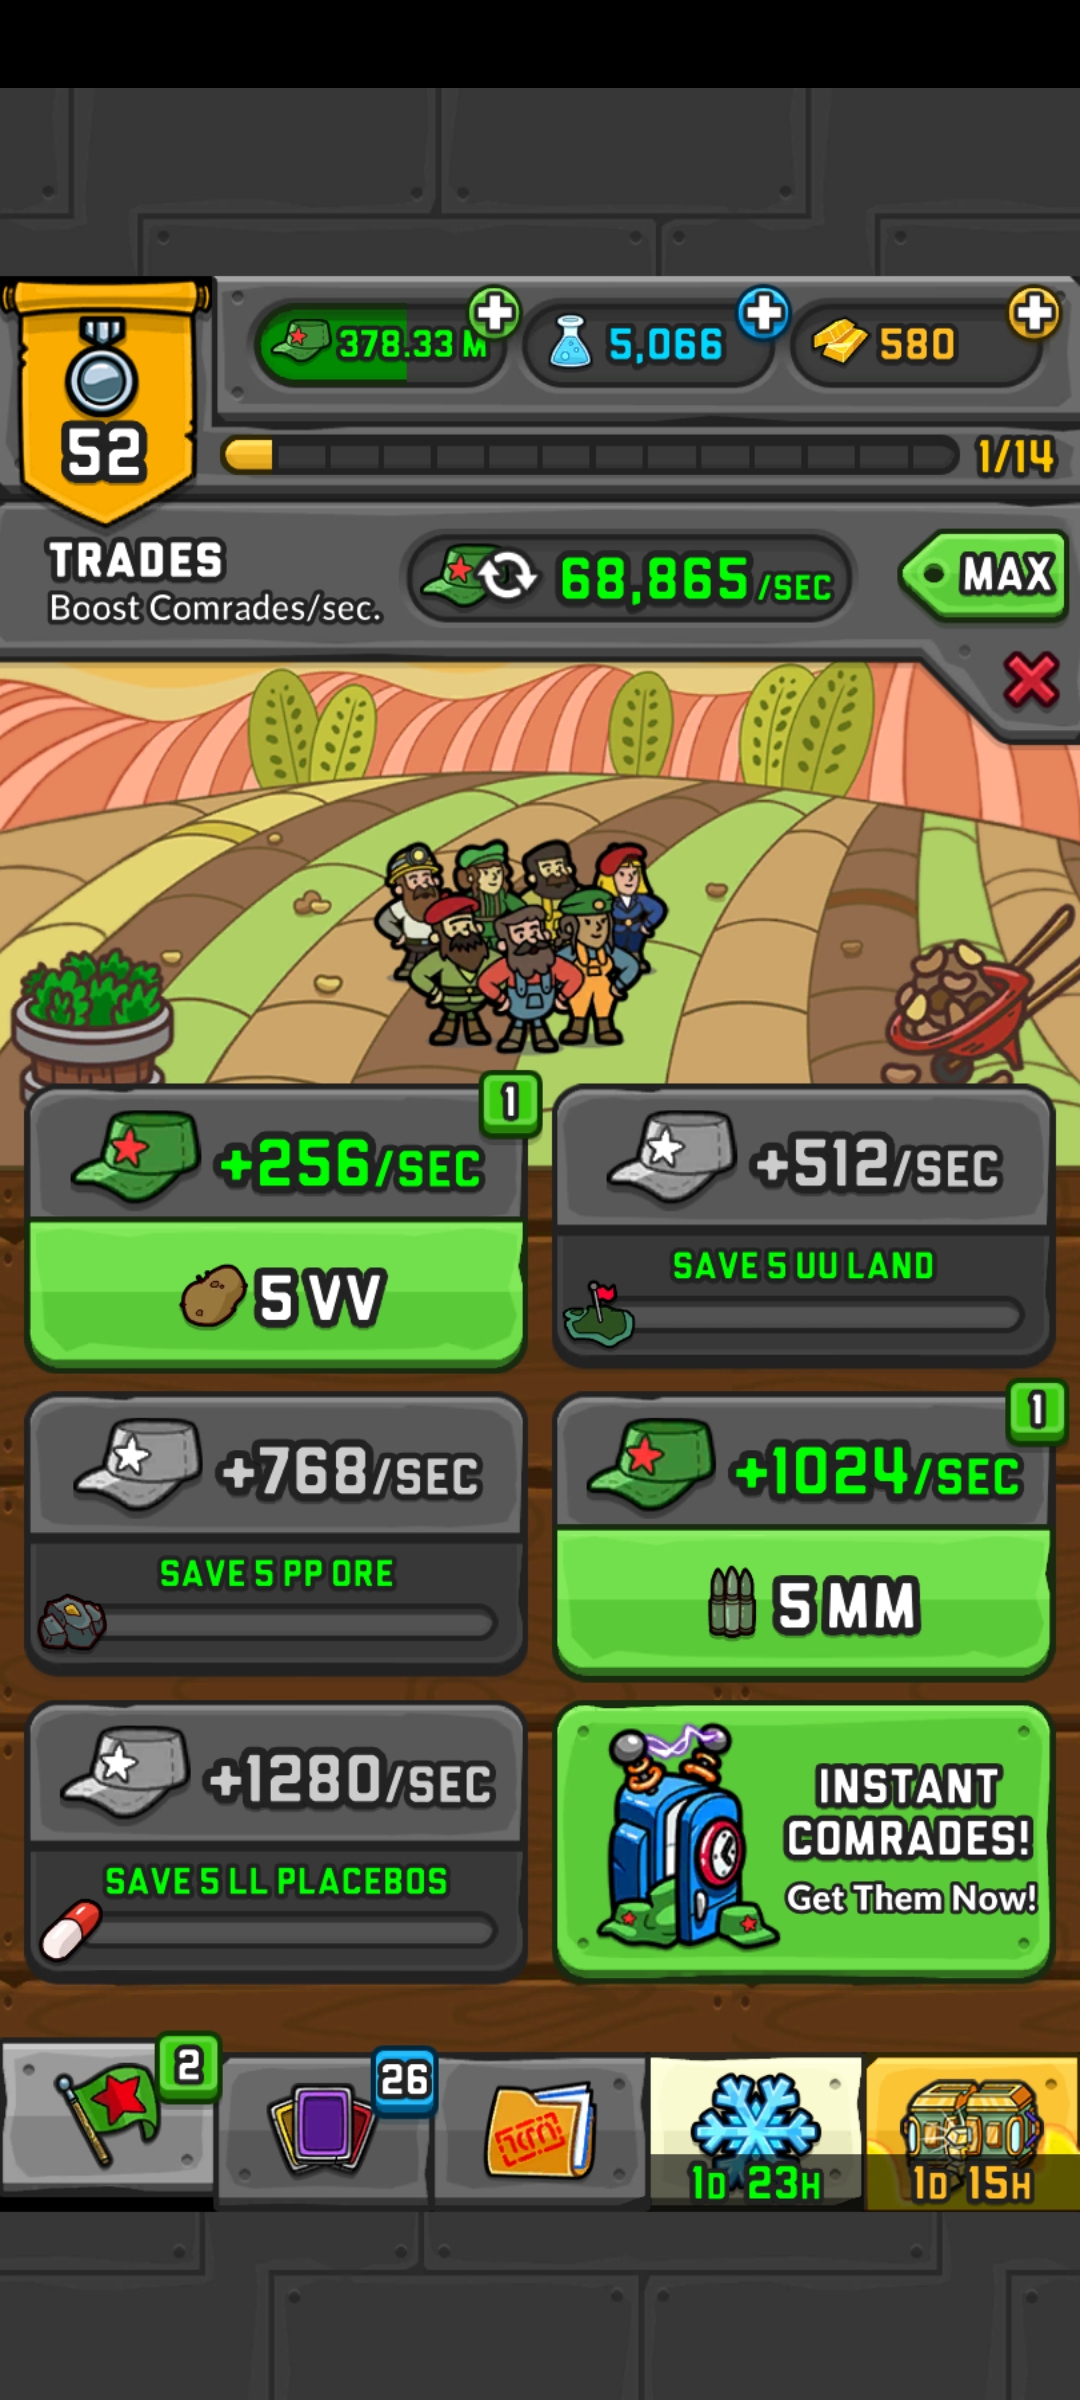 378.33 M
5,066
580
52
1/14
TRADES
Boost Comrades/sec.
68,865/SEC
MAX
1
+256/SEC
5 VV
+512/SEC
SAVE 5 UU LAND
+768/SEC
SAVE 5 PP ORE
1
+1024/SEC
5 MM
+1280/SEC
SAVE 5 LL PLACEBOS
INSTANT
COMRADES!
Get Them Now!
2
26
1D 23H
1D 15H